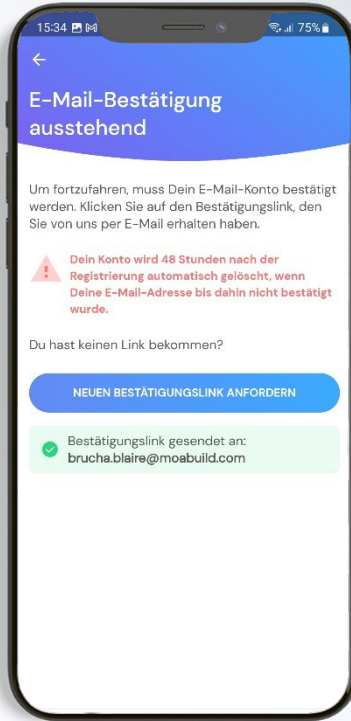 15:34
75%
E-Mail-Bestätigung
ausstehend
Um fortzufahren, muss Dein E-Mail-Konto bestätigt
werden. Klicken Sie auf den Bestätigungslink, den
Sie von uns per E-Mail erhalten haben.
Dein Konto wird 48 Stunden nach der
Registrierung automatisch gelöscht, wenn
Deine E-Mail-Adresse bis dahin nicht bestätigt
wurde.
Du hast keinen Link bekommen?
NEUEN BESTÄTIGUNGSLINK ANFORDERN
Bestätigungslink gesendet an:
brucha.blaire@moabuild.com